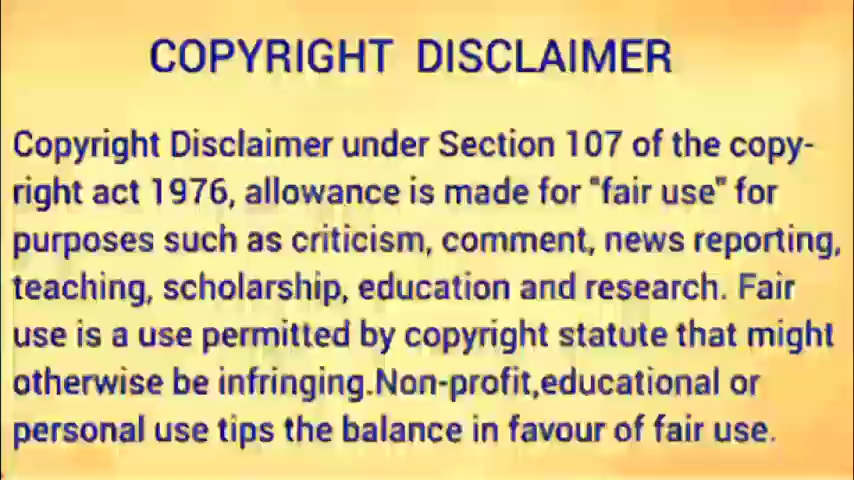 COPYRIGHT DISCLAIMER
Copyright Disclaimer under Section 107 of the copy-
right act 1976, allowance is made for "fair use" for
purposes such as criticism, comment, news reporting,
teaching, scholarship, education and research. Fair
use is a use permitted by copyright statute that might
otherwise be infringing.Non-profit,educational or
personal use tips the balance in favour of fair use.